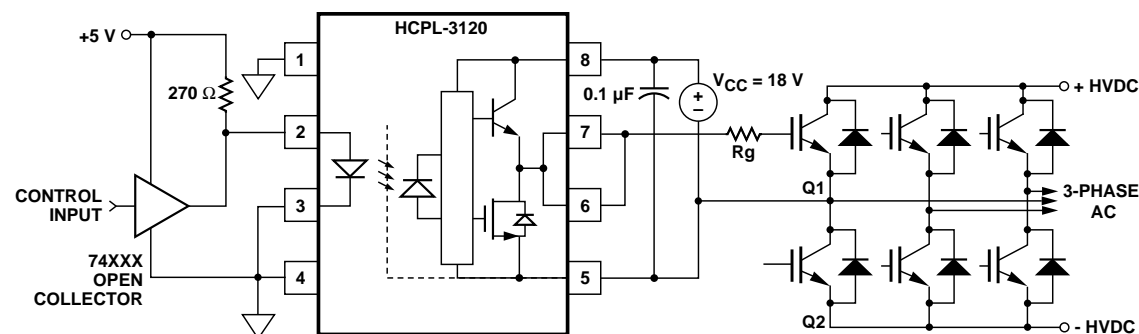 HCPL-3120
+5 V
270 Ω
1
2
3
4
8
7
6
5
0.1 µF
VCC = 18 V
+
–
Rg
+ HVDC
Q1
3-PHASE
AC
Q2
- HVDC
CONTROL
INPUT
74XXX
OPEN
COLLECTOR